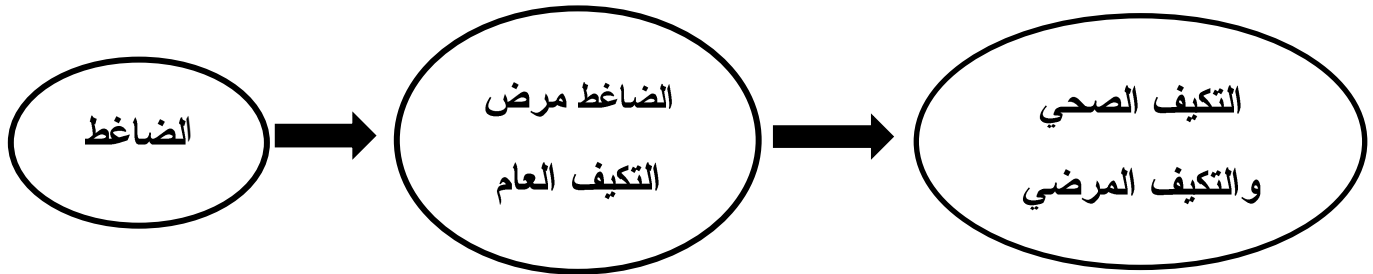 الضاغط
الضاغط مرض
التكيف العام
التكيف الصحي
والتكيف المرضي